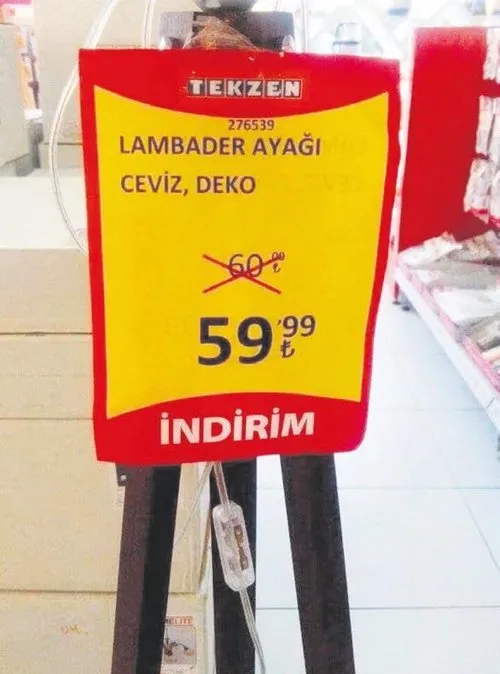 TEKZEN
276539
LAMBADER AYAĞI
CEVİZ, DEKO
60,00 ₺
59,99 ₺
İNDİRİM